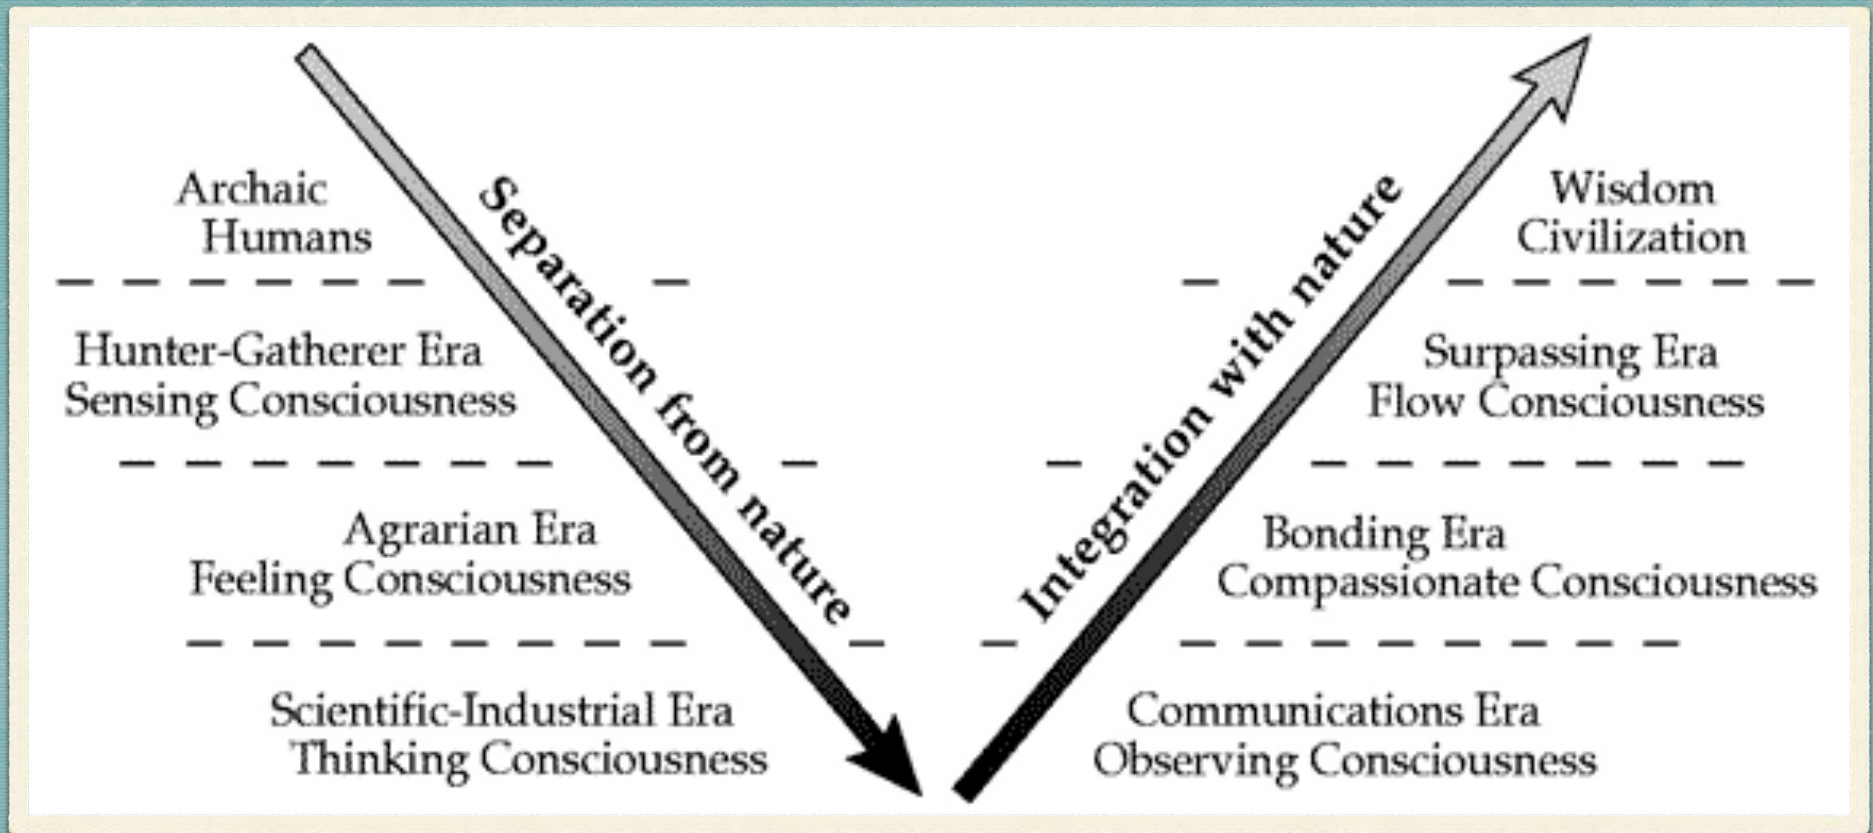 Archaic
Humans
Hunter-Gatherer Era
Sensing Consciousness
Agrarian Era
Feeling Consciousness
Scientific-Industrial Era
Thinking Consciousness
Separation from nature
Integration with nature
Wisdom
Civilization
Surpassing Era
Flow Consciousness
Bonding Era
Compassionate Consciousness
Communications Era
Observing Consciousness